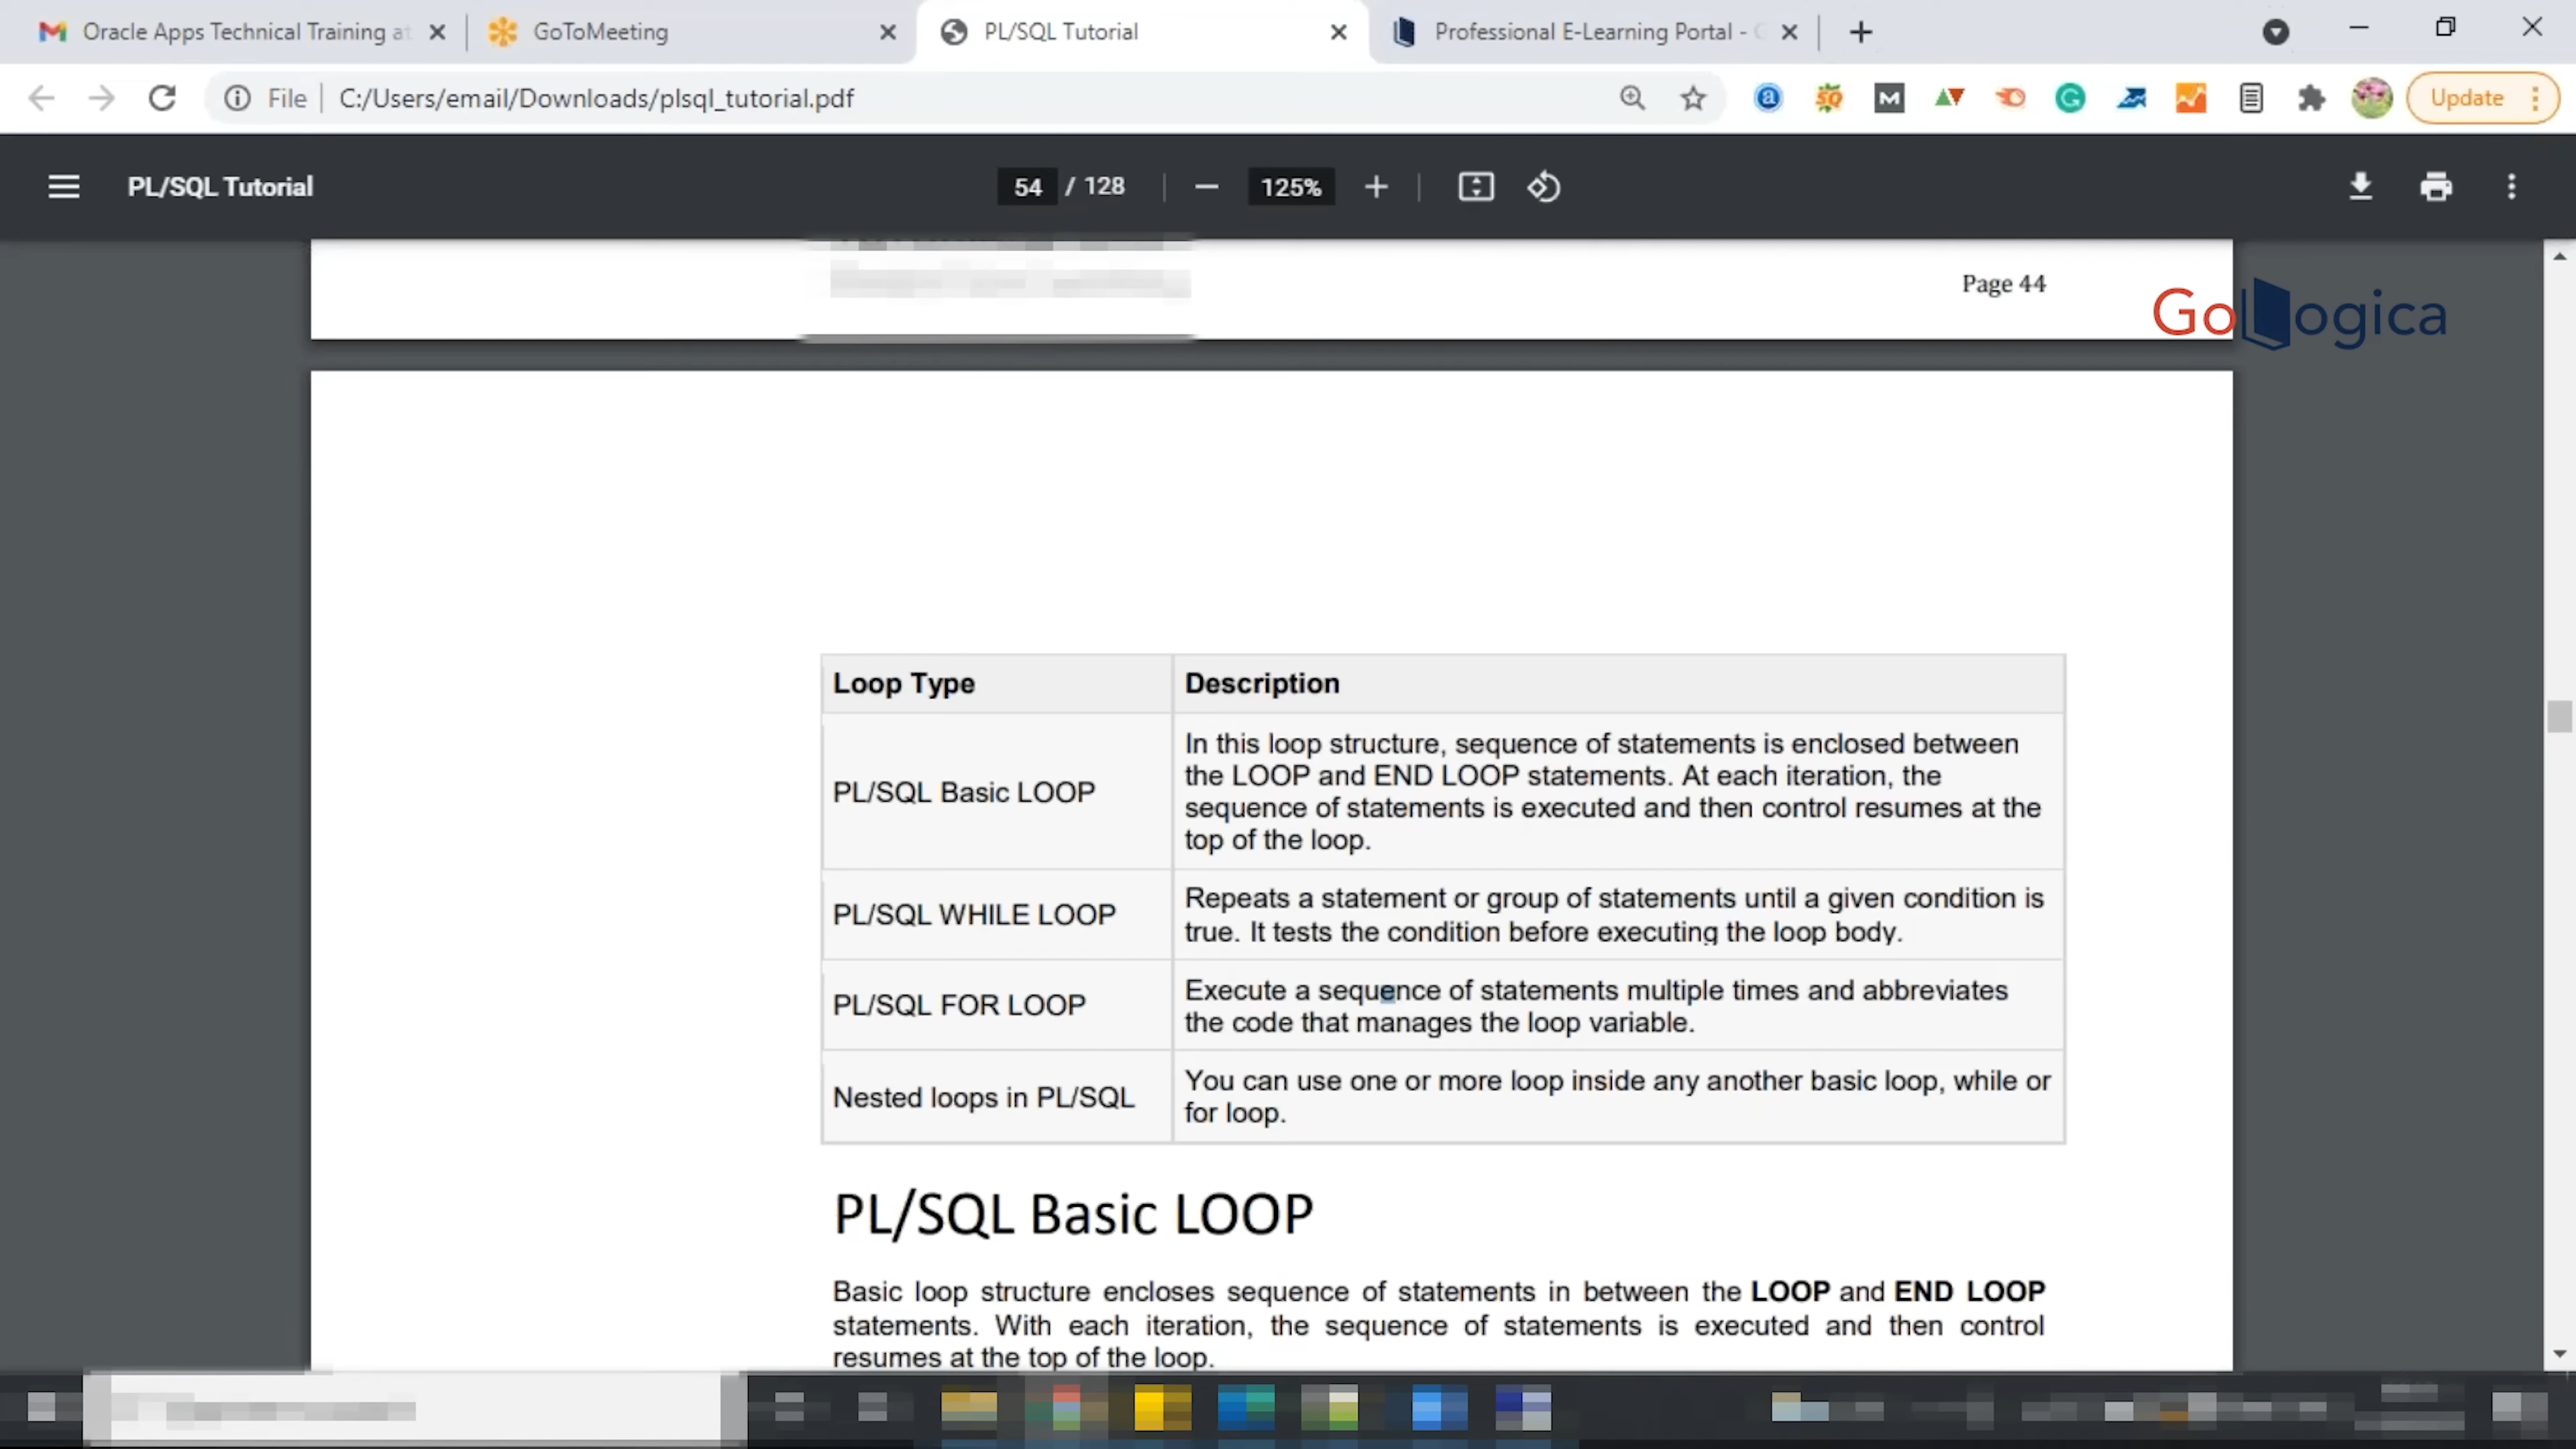 Oracle Apps Technical Training at
GoToMeeting
PL/SQL Tutorial
Professional E-Learning Portal -
File
C:/Users/email/Downloads/plsql_tutorial.pdf
Update
PL/SQL Tutorial
54 / 128
125%
Page 44
GoLogica
Loop Type Description
PL/SQL Basic LOOP
In this loop structure, sequence of statements is enclosed between
the LOOP and END LOOP statements. At each iteration, the
sequence of statements is executed and then control resumes at the
top of the loop.
PL/SQL WHILE LOOP
Repeats a statement or group of statements until a given condition is
true. It tests the condition before executing the loop body.
PL/SQL FOR LOOP
Execute a sequence of statements multiple times and abbreviates
the code that manages the loop variable.
Nested loops in PL/SQL
You can use one or more loop inside any another basic loop, while or
for loop.
PL/SQL Basic LOOP
Basic loop structure encloses sequence of statements in between the LOOP and END LOOP
statements. With each iteration, the sequence of statements is executed and then control
resumes at the top of the loop.